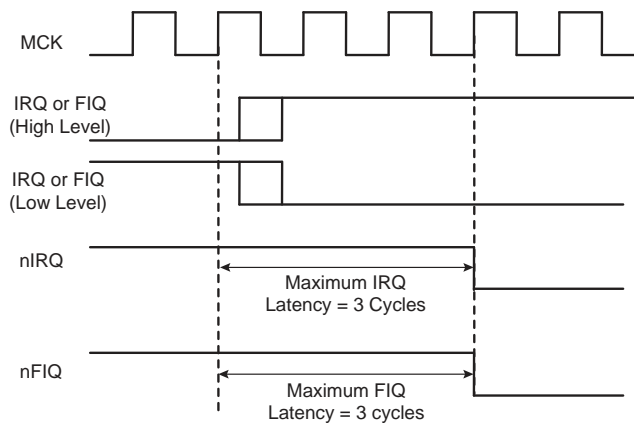 MCK
IRQ or FIQ
(High Level)
IRQ or FIQ
(Low Level)
nIRQ
Maximum IRQ
Latency = 3 Cycles
nFIQ
Maximum FIQ
Latency = 3 cycles